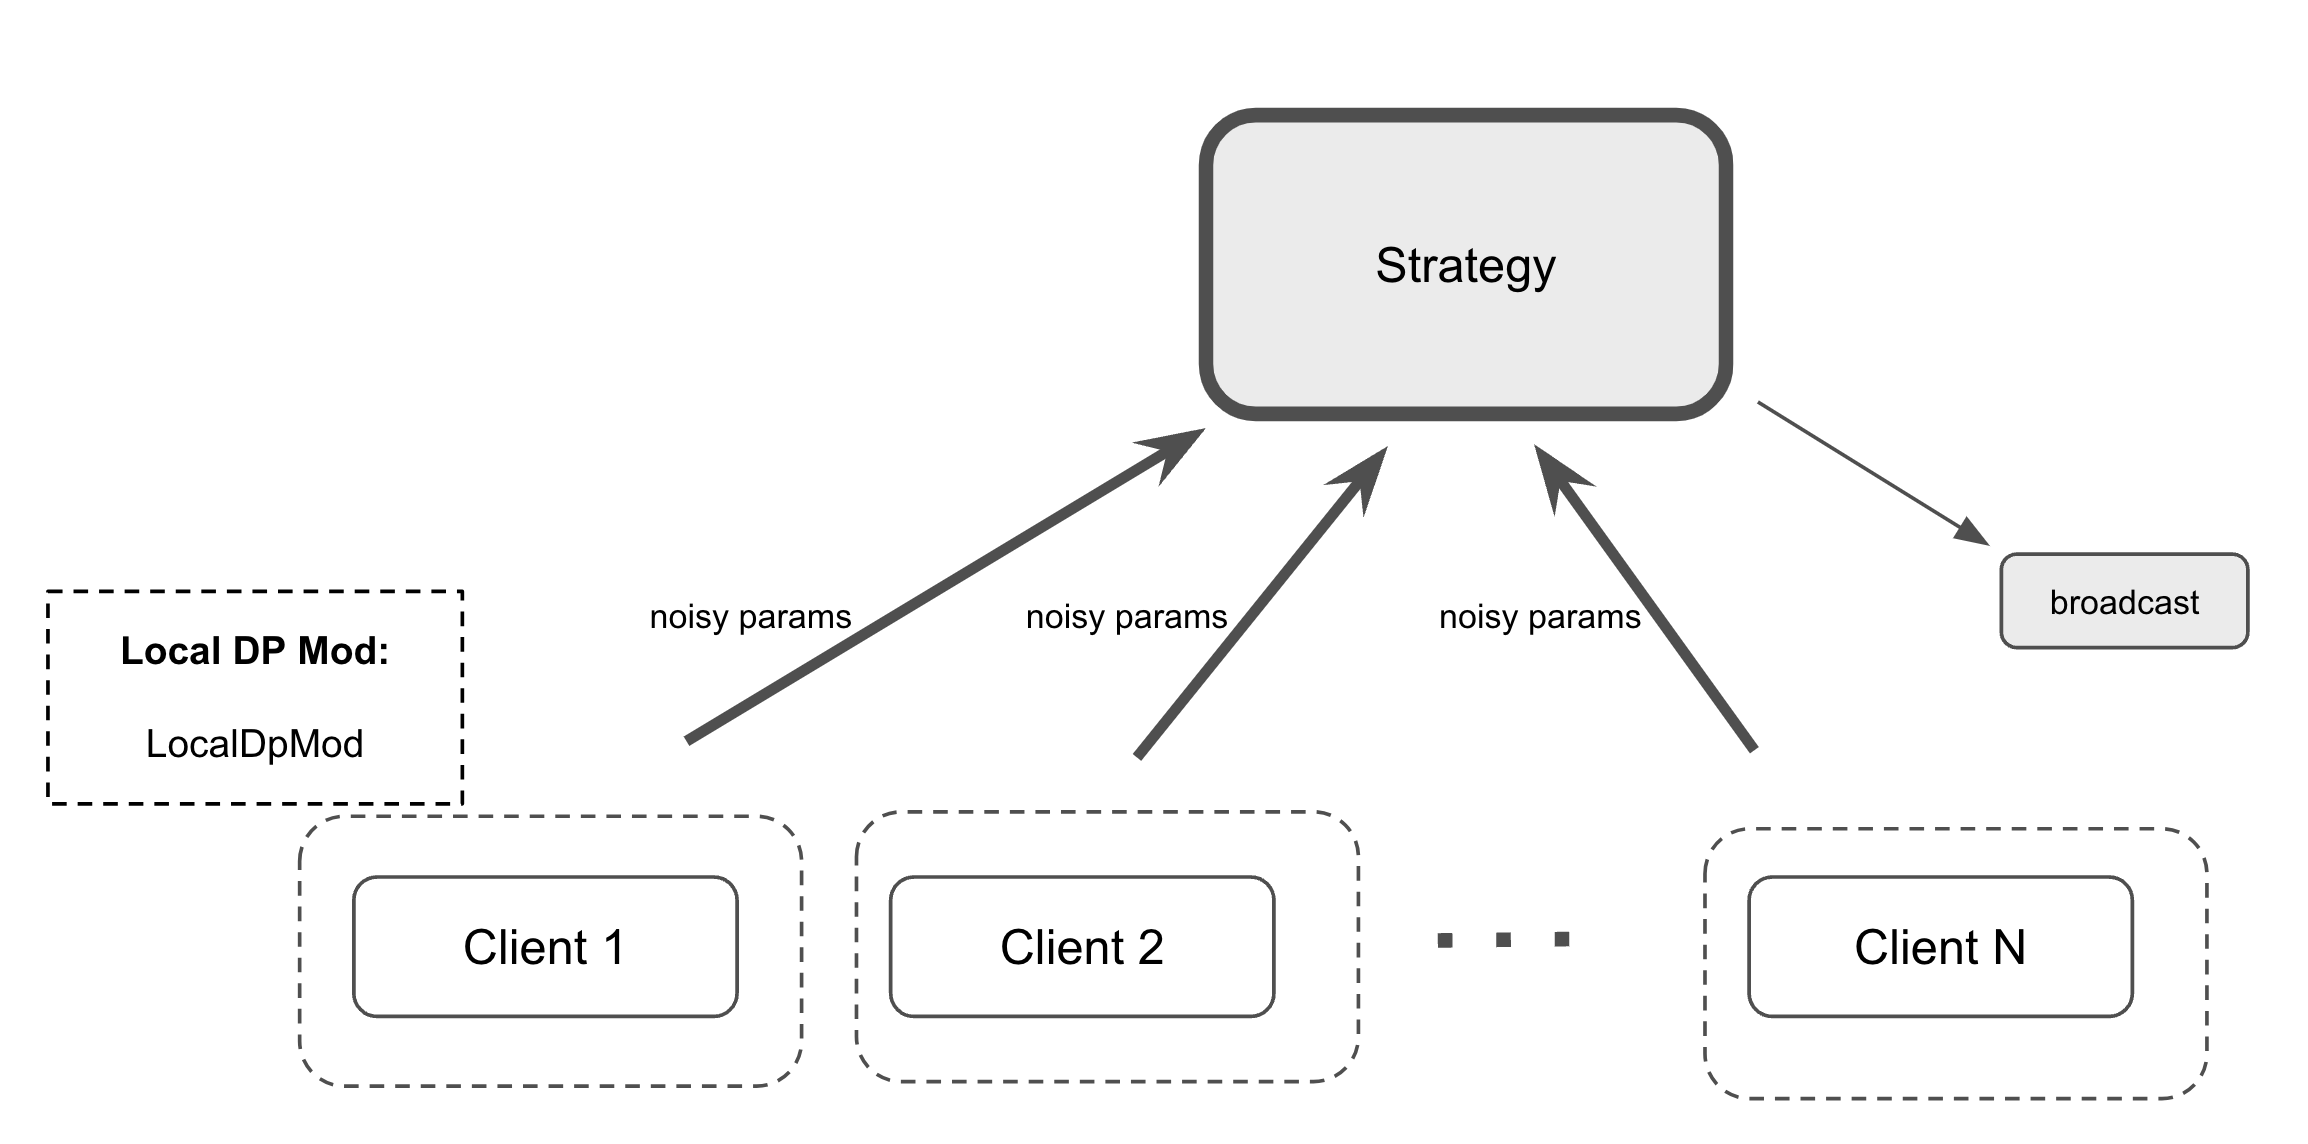 Strategy
noisy params
noisy params
noisy params
broadcast
Local DP Mod:
LocalDpMod
Client 1
Client 2
Client N